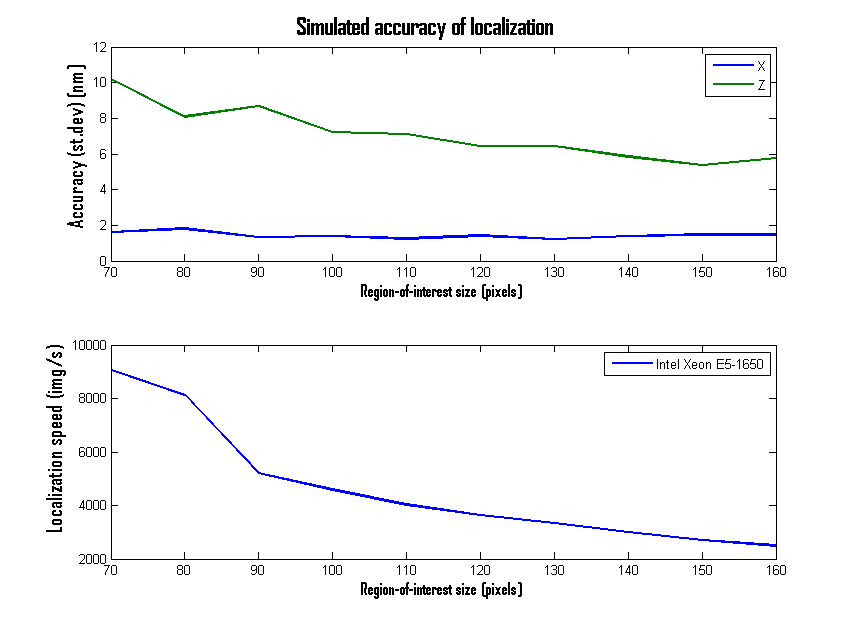 Simulated accuracy of localization
12
10
8
6
4
2
0
Accuracy (st.dev) (nm)
X
Z
70 80 90 100 110 120 130 140 150 160
Region-of-interest size (pixels)
10000
8000
6000
4000
2000
Localization speed (img/s)
Intel Xeon E5-1650
70 80 90 100 110 120 130 140 150 160
Region-of-interest size (pixels)